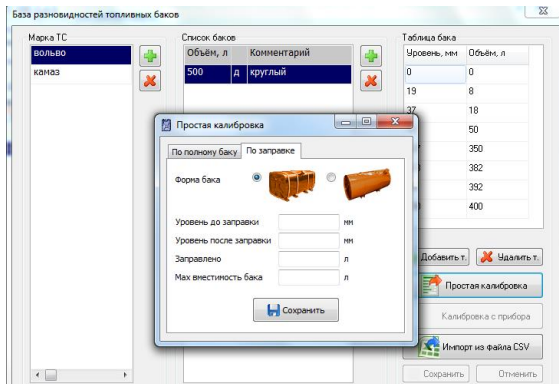 База разновидностей топливных баков
Марка ТС
вольво
камаз
Список баков
Объём, л Комментарий
500 д круглый
Таблица бака
Уровень, мм Объём, л
0 0
19 8
37 18
50
350
382
392
400
Простая калибровка
По полному баку По заправке
Форма бака
Уровень до заправки мм
Уровень после заправки мм
Заправлено л
Мах вместимость бака л
Сохранить
Добавить т. Удалить т.
Простая калибровка
Калибровка с прибора
Импорт из файла CSV
Сохранить Отменить